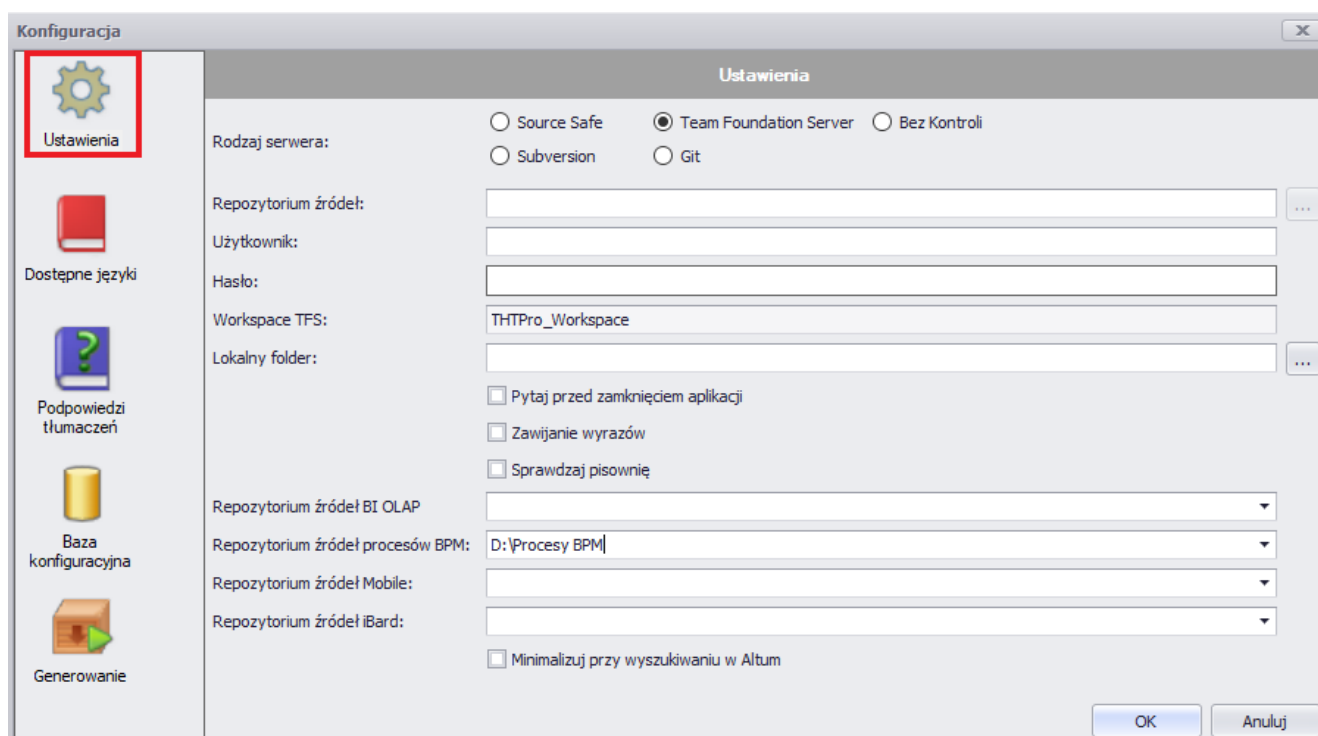 Konfiguracja
Ustawienia
Dostępne języki
Podpowiedzi
tłumaczeń
Baza
konfiguracyjna
Generowanie
Ustawienia
Rodzaj serwera:
Source Safe
Team Foundation Server
Bez Kontroli
Subversion
Git
Repozytorium źródeł:
...
Użytkownik:
Hasło:
Workspace TFS:
THTPro_Workspace
Lokalny folder:
...
Pytaj przed zamknięciem aplikacji
Zawijanie wyrazów
Sprawdzaj pisownię
Repozytorium źródeł BI OLAP
Repozytorium źródeł procesów BPM:
D:\Procesy BPM
Repozytorium źródeł Mobile:
Repozytorium źródeł iBard:
Minimalizuj przy wyszukiwaniu w Altum
OK
Anuluj